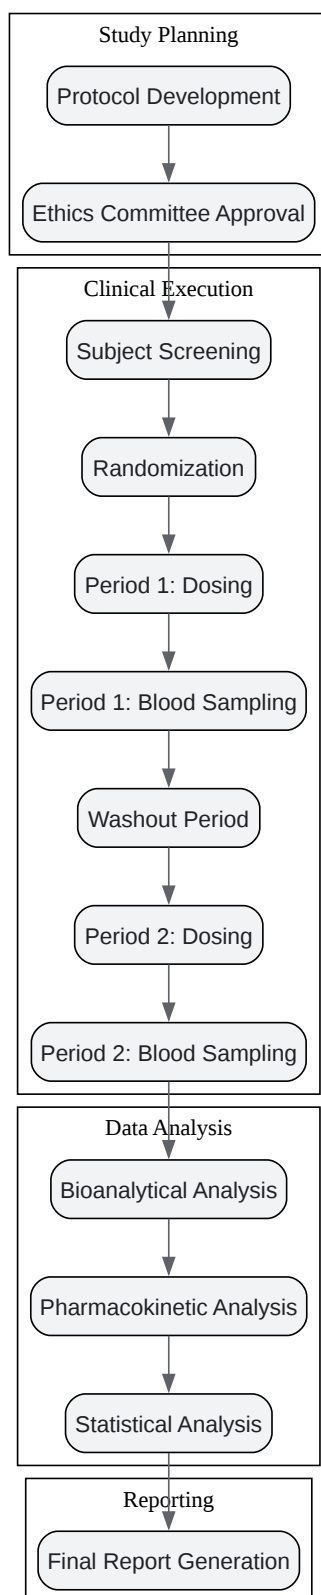 Study Planning
Protocol Development
Ethics Committee Approval
Clinical Execution
Subject Screening
Randomization
Period 1: Dosing
Period 1: Blood Sampling
Washout Period
Period 2: Dosing
Period 2: Blood Sampling
Data Analysis
Bioanalytical Analysis
Pharmacokinetic Analysis
Statistical Analysis
Reporting
Final Report Generation